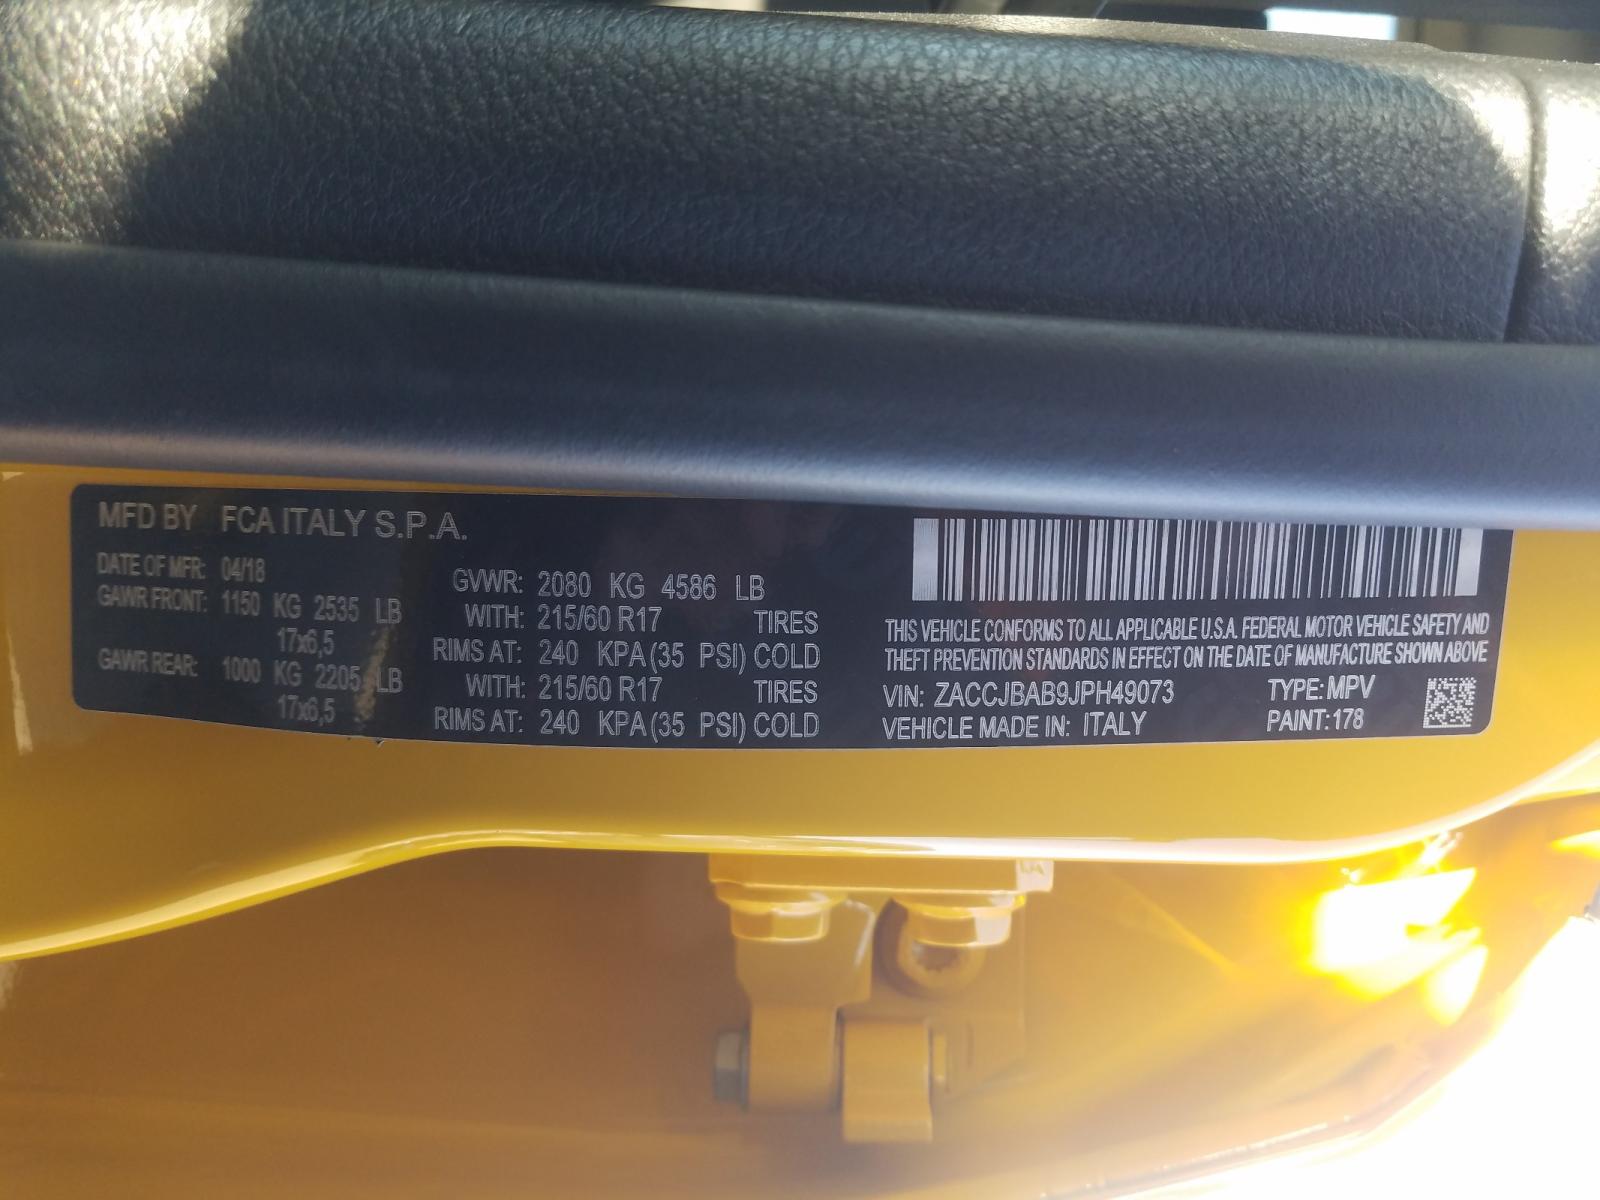 MFD BY FCA ITALY S.P.A.
DATE OF MFR: 04/18
GAWR FRONT: 1150 KG 2535 LB
17x6,5
GAWR REAR: 1000 KG 2205 LB
17x6,5
GVWR: 2080 KG 4586 LB
WITH: 215/60 R17 TIRES
RIMS AT: 240 KPA (35 PSI) COLD
WITH: 215/60 R17 TIRES
RIMS AT: 240 KPA (35 PSI) COLD
THIS VEHICLE CONFORMS TO ALL APPLICABLE U.S.A. FEDERAL MOTOR VEHICLE SAFETY AND
THEFT PREVENTION STANDARDS IN EFFECT ON THE DATE OF MANUFACTURE SHOWN ABOVE
VIN: ZACCJBAB9JPH49073 TYPE: MPV
VEHICLE MADE IN: ITALY PAINT: 178